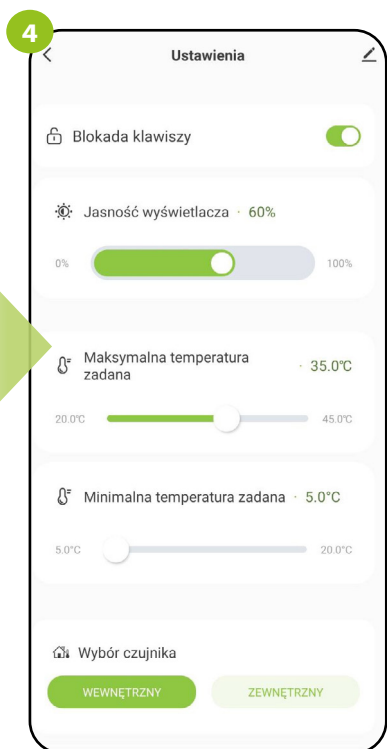 4
Ustawienia
Blokada klawiszy
Jasność wyświetlacza · 60%
0% 100%
Maksymalna temperatura
zadana · 35.0°C
20.0°C 45.0°C
Minimalna temperatura zadana · 5.0°C
5.0°C 20.0°C
Wybór czujnika
WEWNĘTRZNY ZEWNĘTRZNY